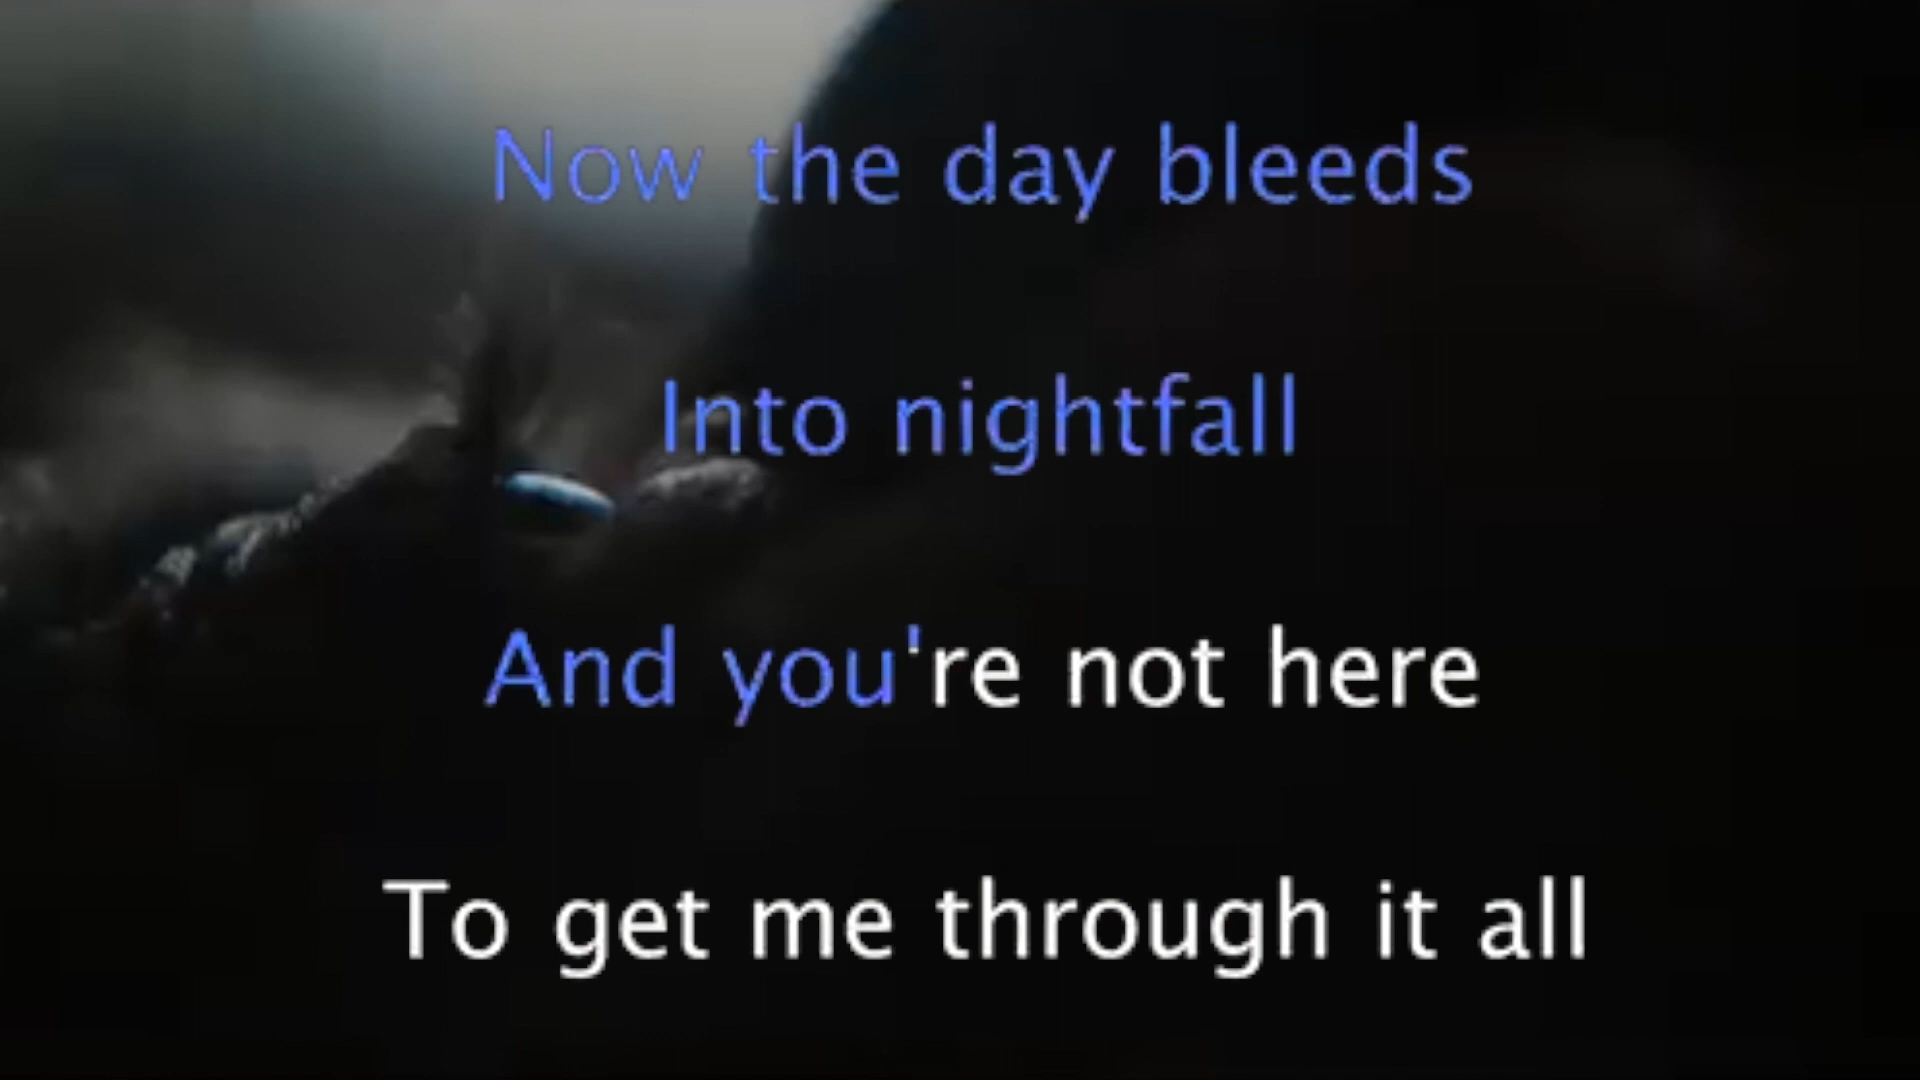 Now the day bleeds
Into nightfall
And you're not here
To get me through it all